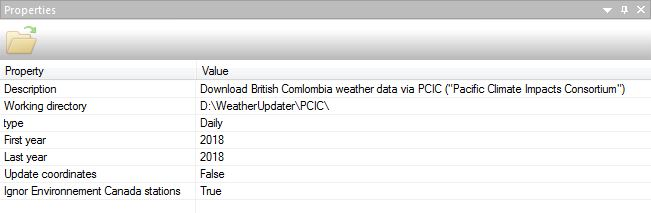 Properties
Property Value
Description Download British Comlombia weather data via PCIC ("Pacific Climate Impacts Consortium")
Working directory D:\WeatherUpdater\PCIC\
type Daily
First year 2018
Last year 2018
Update coordinates False
Ignor Environnement Canada stations True